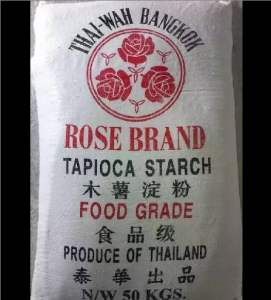 THAI-WAH BANGKOK
ROSE BRAND
TAPIOCA STARCH
木薯淀粉
FOOD GRADE
食品级
PRODUCE OF THAILAND
泰華出品
N/W 50 KGS.